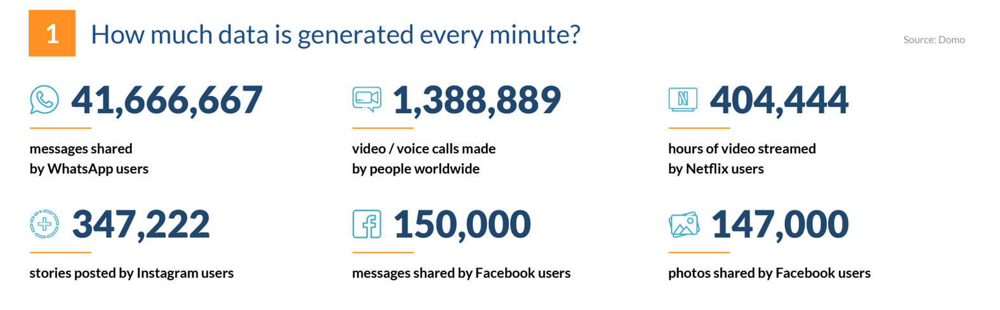 1 How much data is generated every minute?
Source: Domo
41,666,667
messages shared
by WhatsApp users
1,388,889
video / voice calls made
by people worldwide
N 404,444
hours of video streamed
by Netflix users
347,222
stories posted by Instagram users
150,000
messages shared by Facebook users
147,000
photos shared by Facebook users